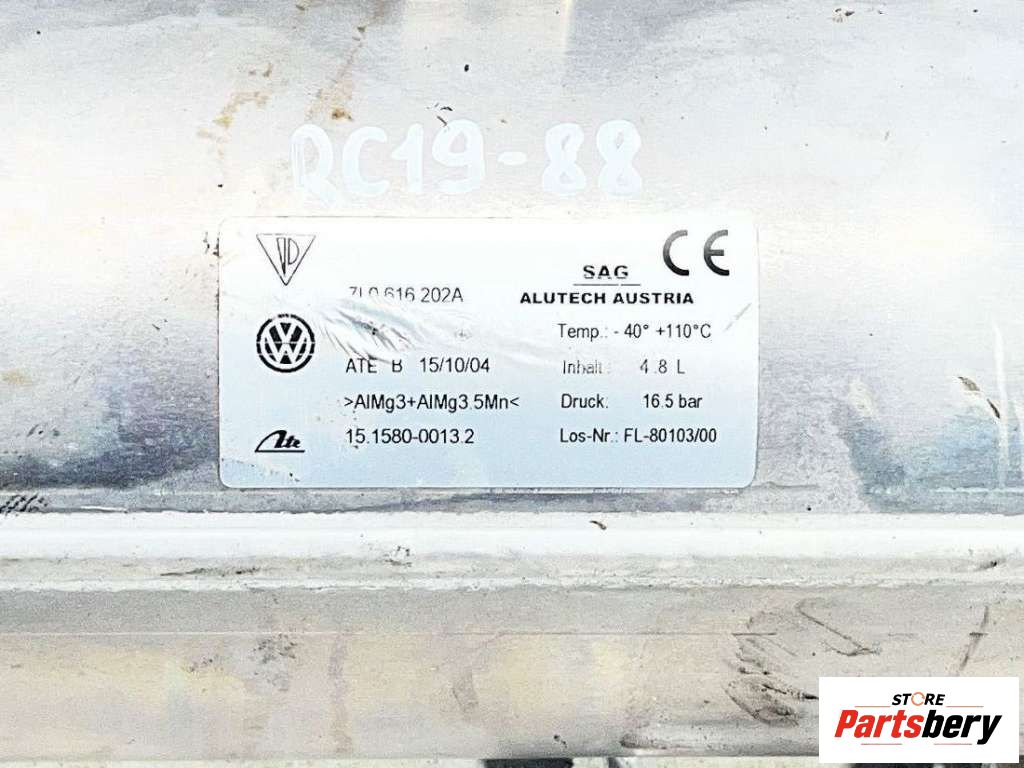 RC19-88
CE
SAG
ALUTECH AUSTRIA
7L0 616 202A
Temp.: - 40° +110°C
ATE B 15/10/04
Inhalt: 4.8 L
>AlMg3+AlMg3.5Mn<
Druck: 16.5 bar
Ate
15.1580-0013.2
Los-Nr.: FL-80103/00
STORE
Partsbery